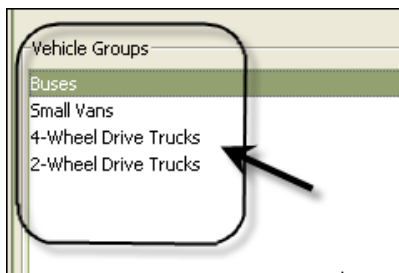 Vehicle Groups
Buses
Small Vans
4-Wheel Drive Trucks
2-Wheel Drive Trucks